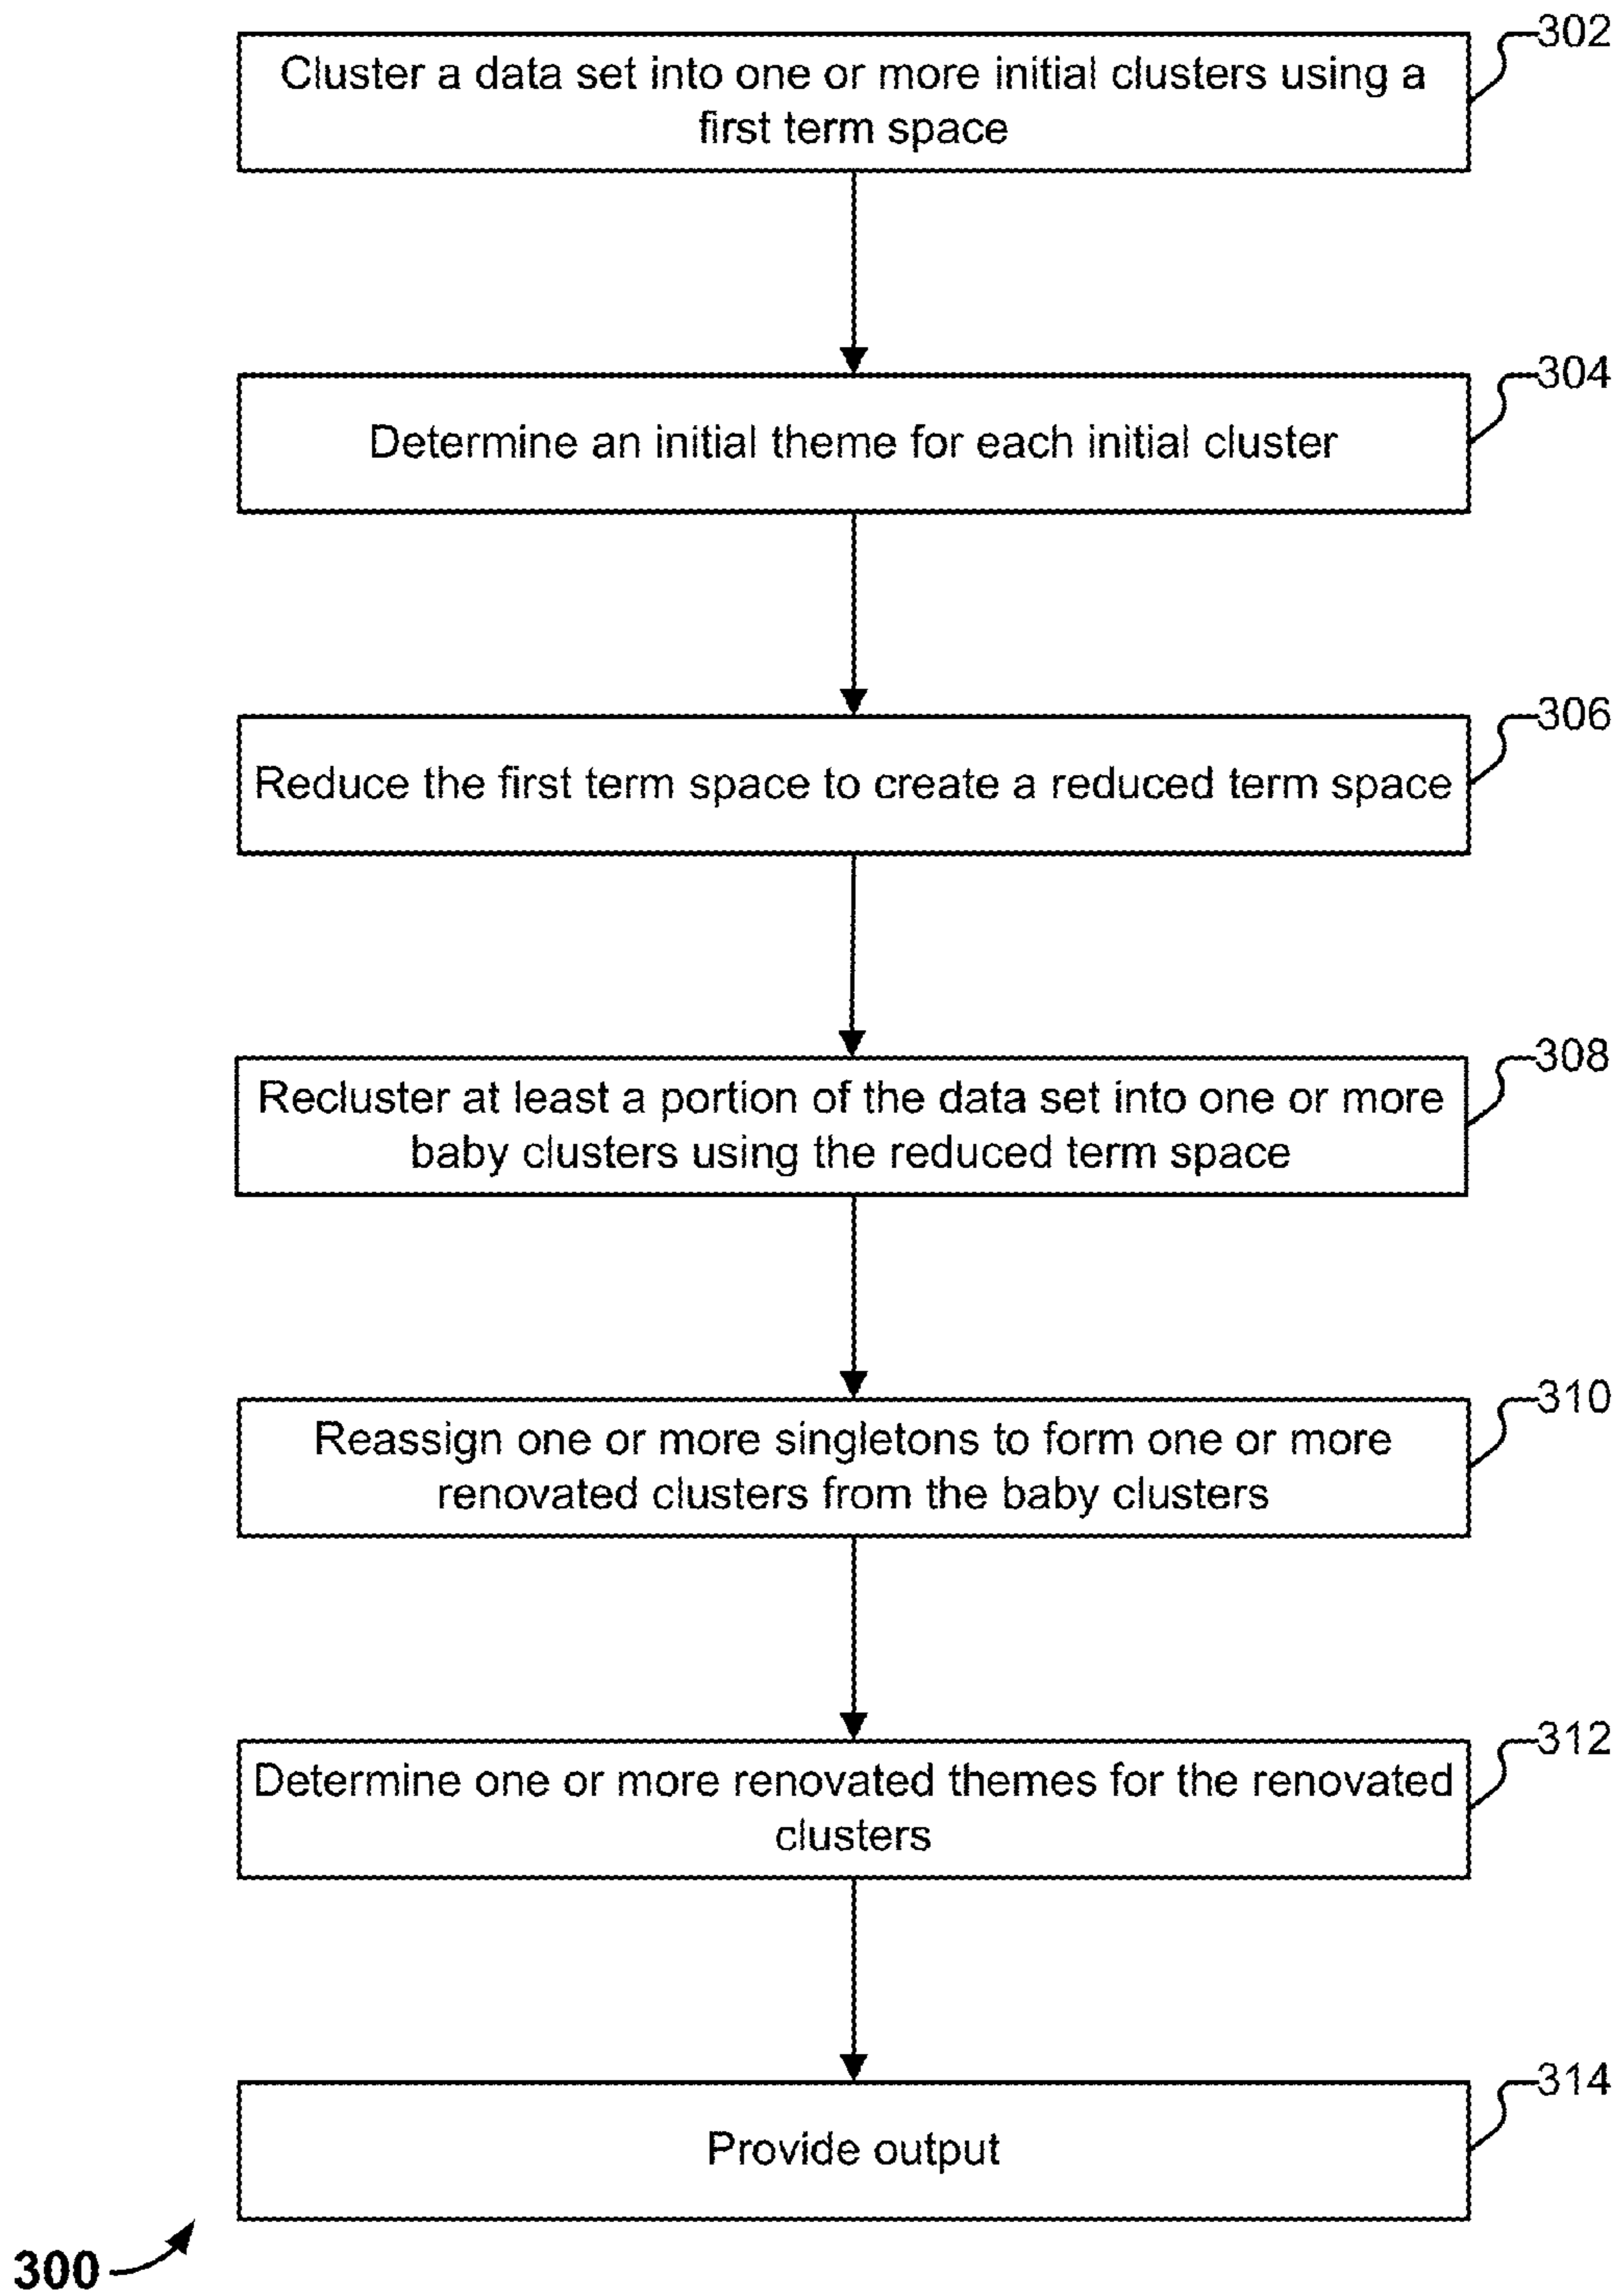 302
Cluster a data set into one or more initial clusters using a
first term space
304
Determine an initial theme for each initial cluster
306
Reduce the first term space to create a reduced term space
308
Recluster at least a portion of the data set into one or more
baby clusters using the reduced term space
310
Reassign one or more singletons to form one or more
renovated clusters from the baby clusters
312
Determine one or more renovated themes for the renovated
clusters
314
Provide output
300